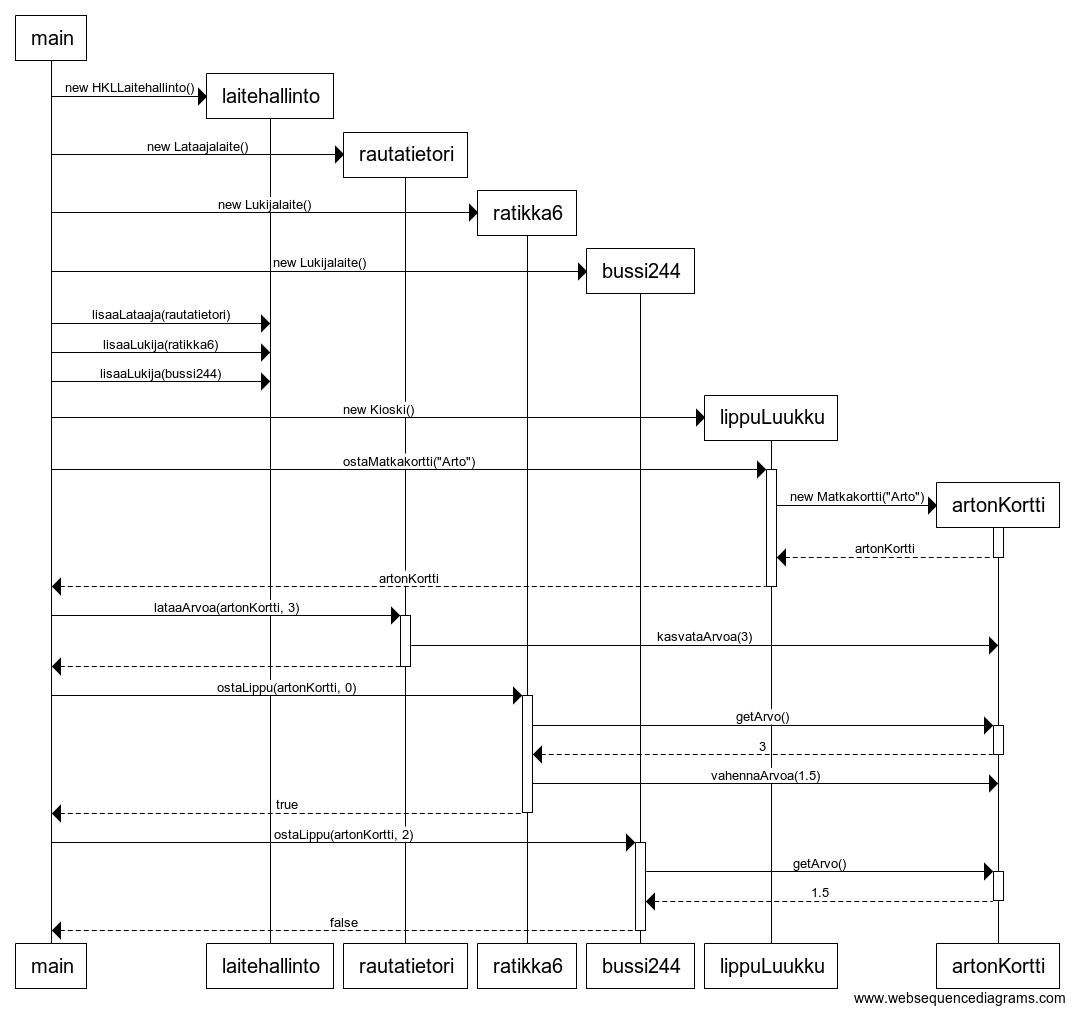 main
new HKLLaitehallinto()
laitehallinto
new Lataajalaite()
rautatietori
new Lukijalaite()
ratikka6
new Lukijalaite()
bussi244
lisaaLataaja(rautatietori)
lisaaLukija(ratikka6)
lisaaLukija(bussi244)
new Kioski()
lippuLuukku
ostaMatkakortti("Arto")
new Matkakortti("Arto")
artonKortti
artonKortti
artonKortti
lataaArvoa(artonKortti, 3)
kasvataArvoa(3)
ostaLippu(artonKortti, 0)
getArvo()
3
vahennaArvoa(1.5)
true
ostaLippu(artonKortti, 2)
getArvo()
1.5
false
main laitehallinto rautatietori ratikka6 bussi244 lippuLuukku artonKortti
www.websequencediagrams.com